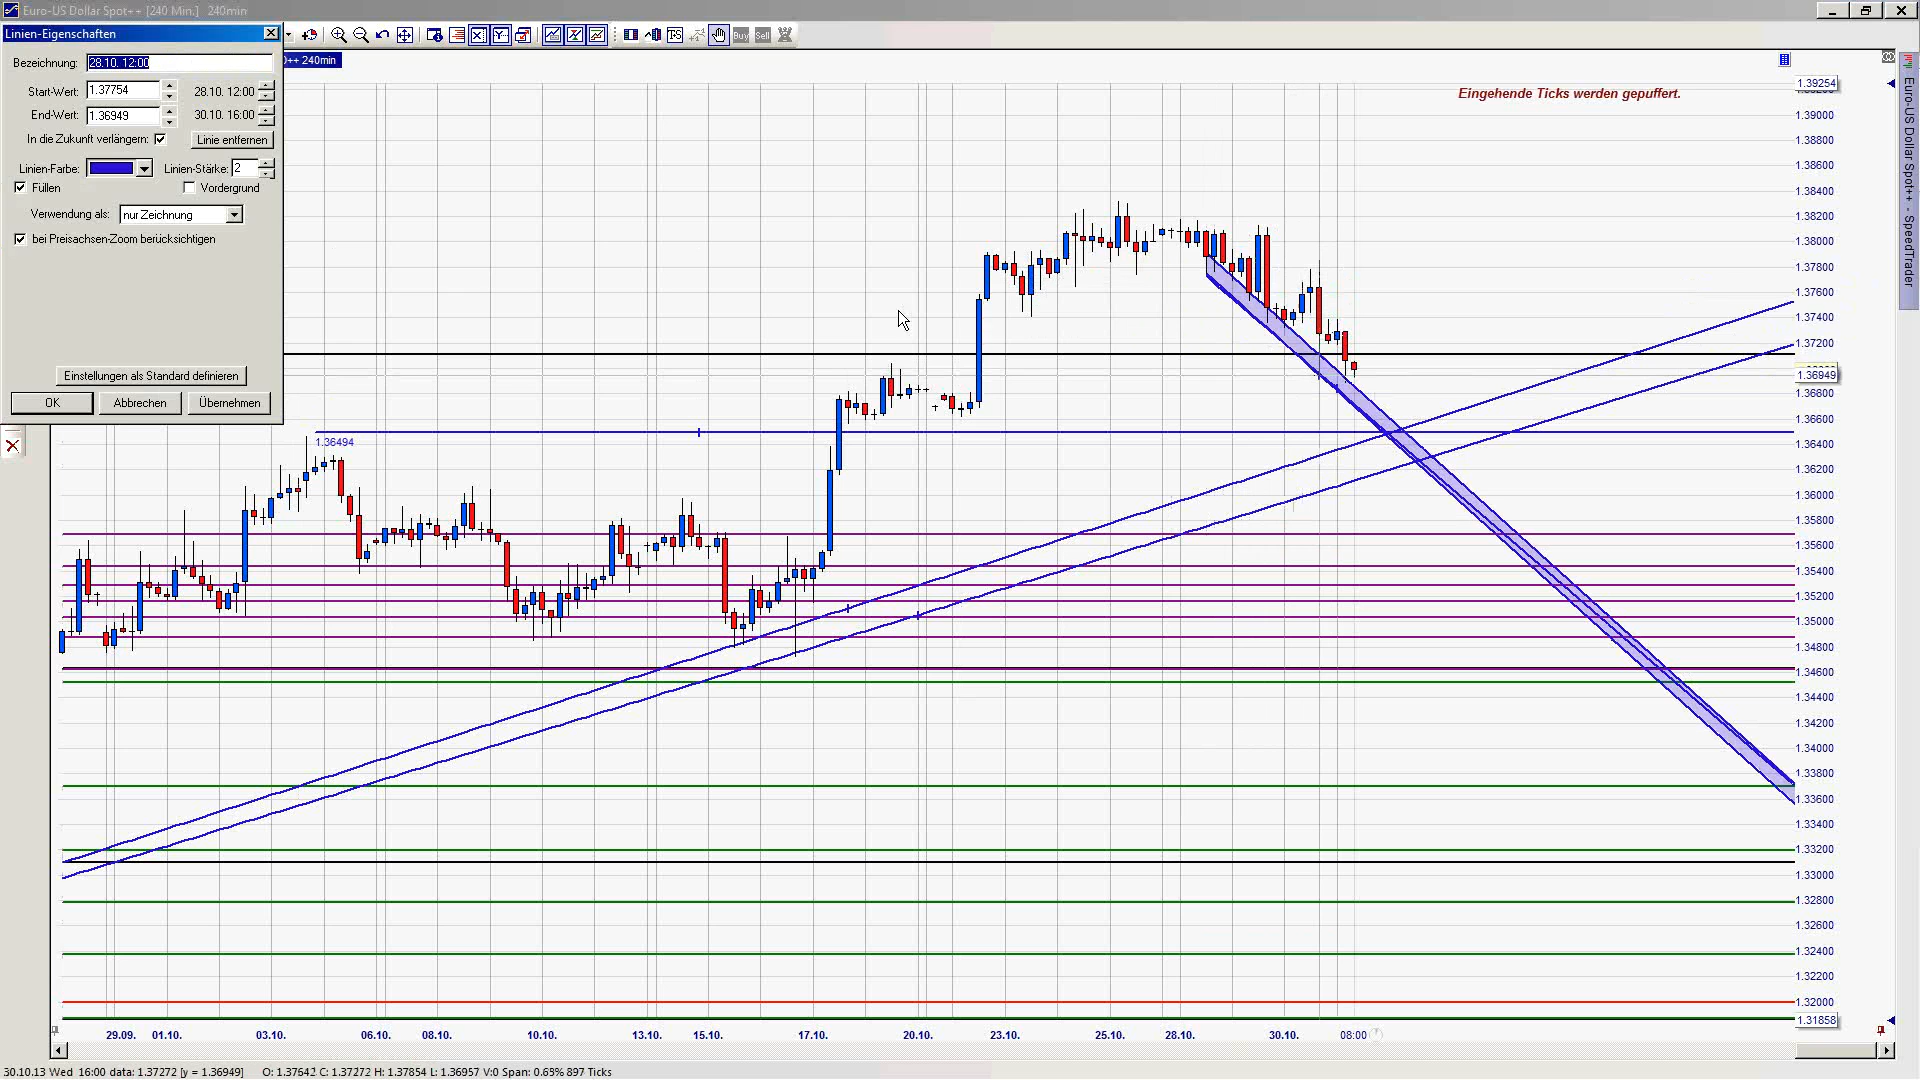 Euro-US Dollar Spot++ [240 Min.] 240min
Linien-Eigenschaften
D++ 240min
Bezeichnung: 28.10. 12:00
Start-Wert: 1.37754 28.10. 12:00
End-Wert: 1.36949 30.10. 16:00
In die Zukunft verlängern:
Linie entfernen
Linien-Farbe: Linien-Stärke: 2
Füllen Vordergrund
Verwendung als: nur Zeichnung
bei Preisachsen-Zoom berücksichtigen
Einstellungen als Standard definieren
OK Abbrechen Übernehmen
T-S Buy Sell
Eingehende Ticks werden gepuffert.
Euro-US Dollar Spot++ - SpeedTrader
1.36494
1.39254
1.39000
1.38800
1.38600
1.38400
1.38200
1.38000
1.37800
1.37600
1.37400
1.37200
1.36949
1.36800
1.36600
1.36400
1.36200
1.36000
1.35800
1.35600
1.35400
1.35200
1.35000
1.34800
1.34600
1.34400
1.34200
1.34000
1.33800
1.33600
1.33400
1.33200
1.33000
1.32800
1.32600
1.32400
1.32200
1.32000
1.31858
29.09. 01.10. 03.10. 06.10. 08.10. 10.10. 13.10. 15.10. 17.10. 20.10. 23.10. 25.10. 28.10. 30.10. 08:00
30.10.13 Wed 16:00 data: 1.37272 [y = 1.36949] O: 1.37642 C: 1.37272 H: 1.37854 L: 1.36957 V:0 Span: 0.65% 897 Ticks